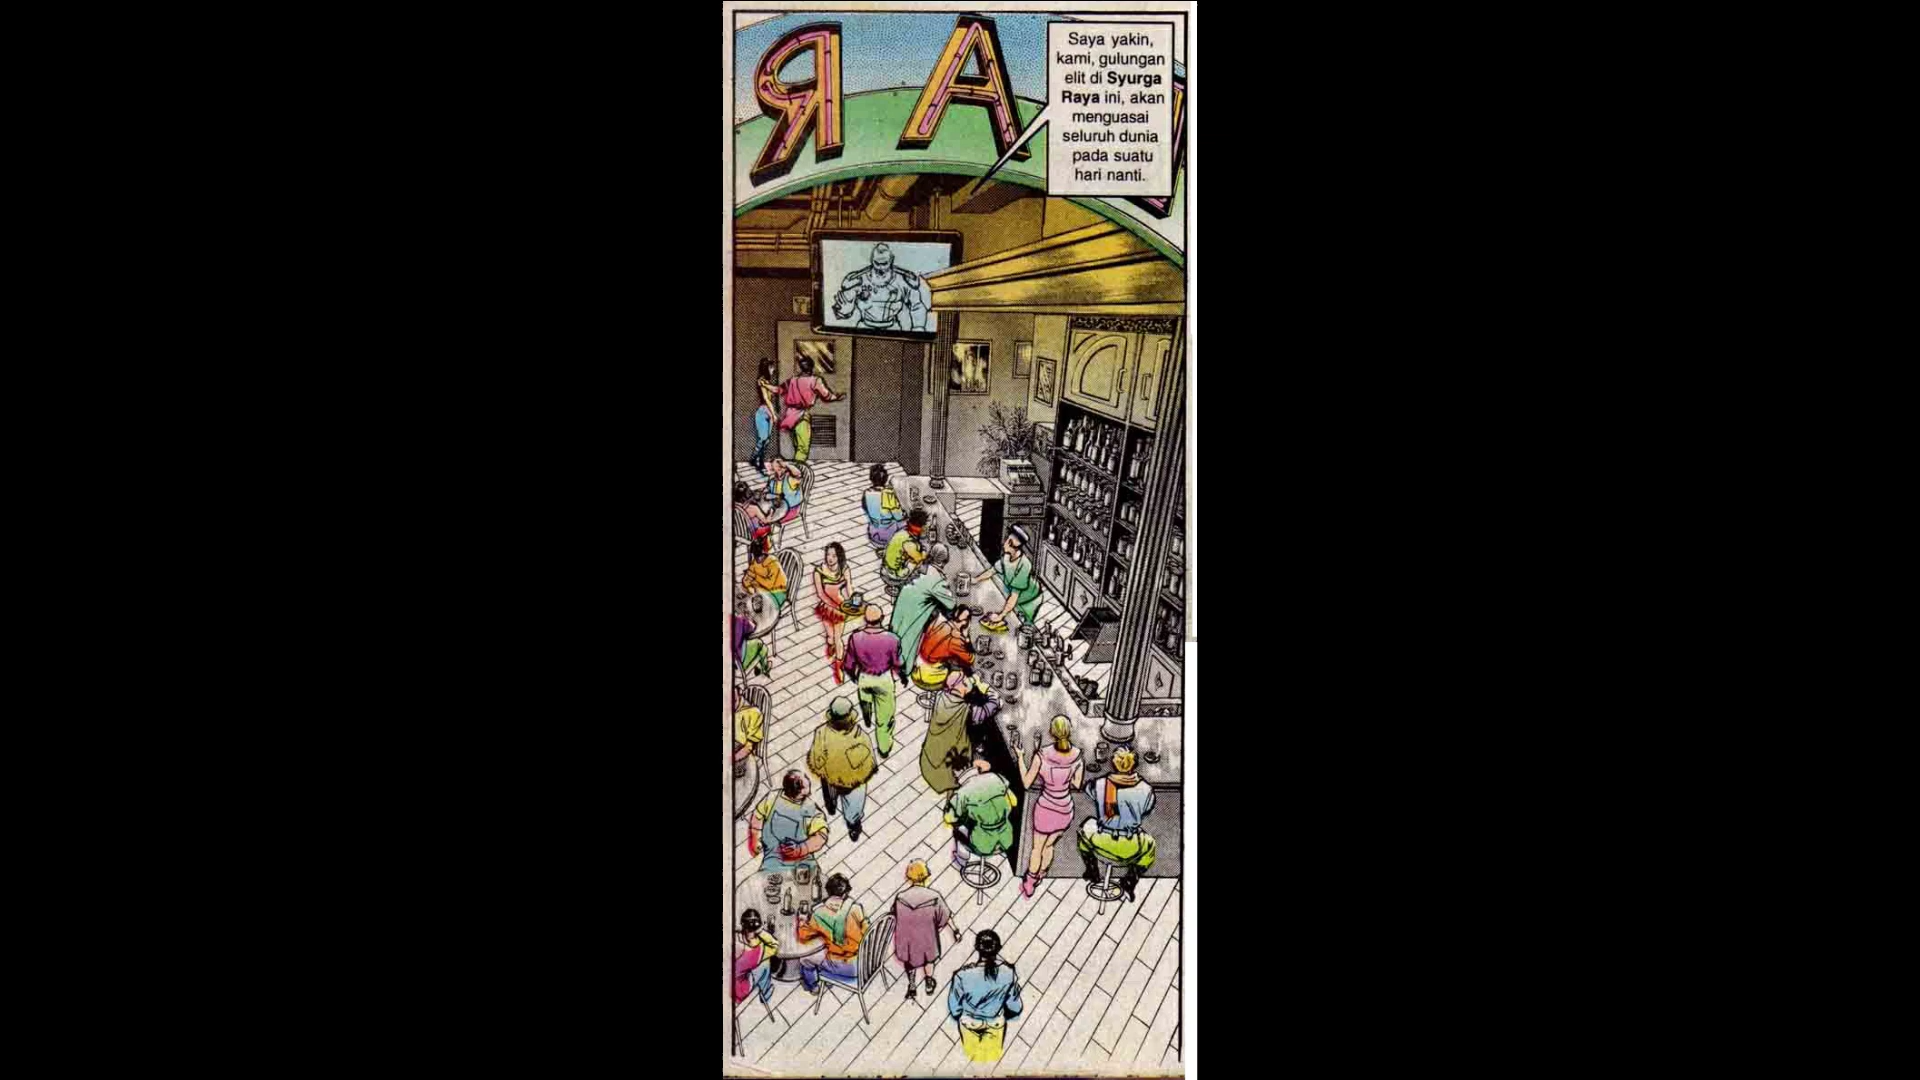 ЯA
Saya yakin,
kami, gulungan
elit di Syurga
Raya ini, akan
menguasai
seluruh dunia
pada suatu
hari nanti.